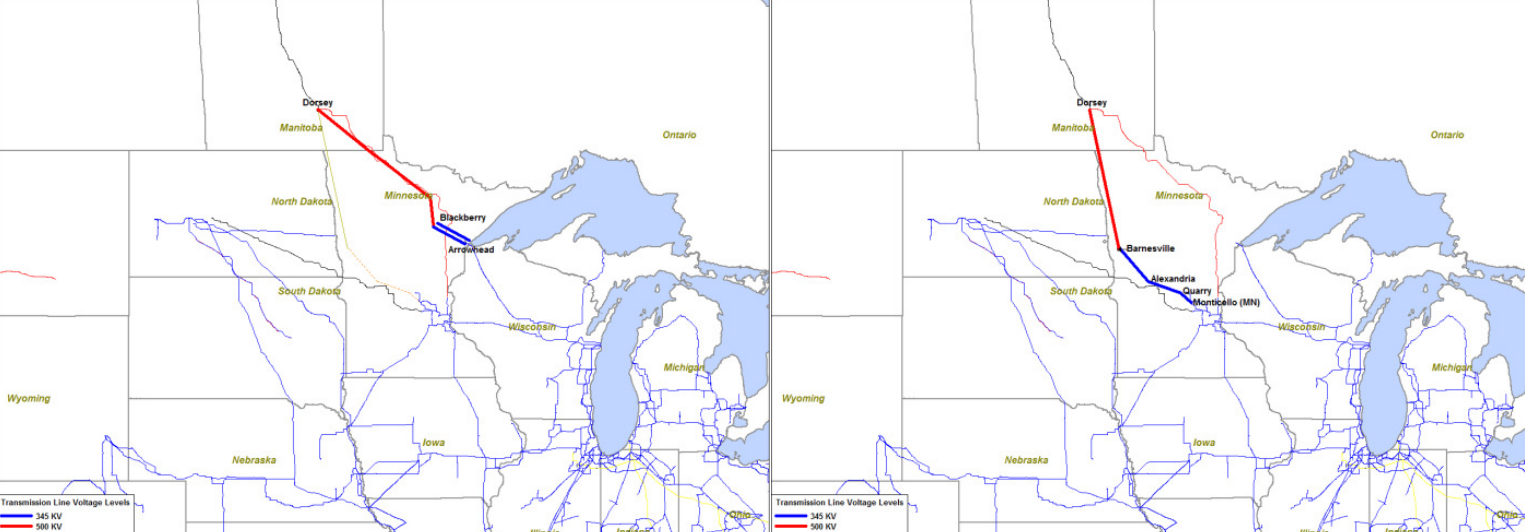 Dorsey
Manitoba
Ontario
North Dakota
Minnesota
Blackberry
Arrowhead
South Dakota
Wisconsin
Michigan
Wyoming
Iowa
Nebraska
Transmission Line Voltage Levels
345 KV
500 KV
Ohio
Dorsey
Manitoba
Ontario
North Dakota
Minnesota
Barnesville
Alexandria
South Dakota
Quarry
Monticello (MN)
Wisconsin
Michigan
Wyoming
Iowa
Nebraska
Transmission Line Voltage Levels
345 KV
500 KV
Ohio